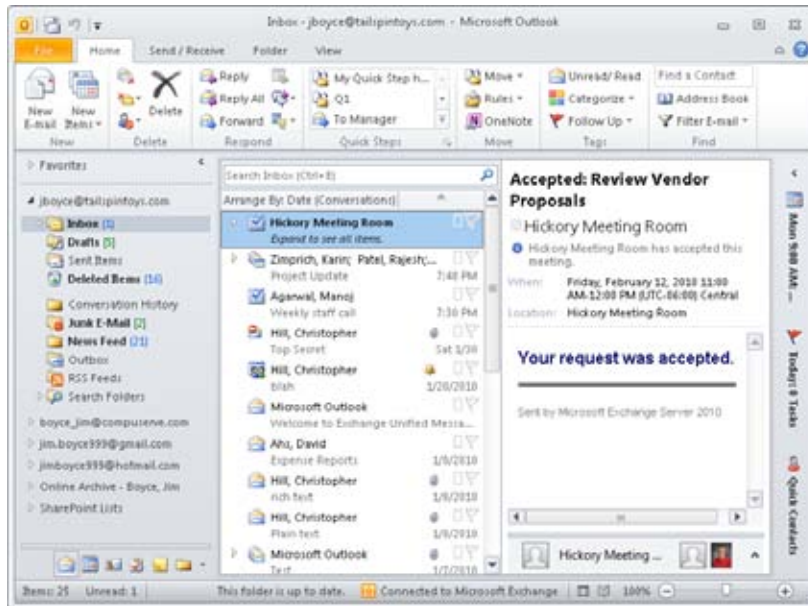 Inbox - jboyce@tailspintoys.com - Microsoft Outlook
File Home Send / Receive Folder View
New E-mail
New Items
Delete
Reply
Reply All
Forward
My Quick Step h...
Q1
To Manager
Move
Rules
OneNote
Unread/ Read
Categorize
Follow Up
Find a Contact
Address Book
Filter E-mail
New Delete Respond Quick Steps Move Tags Find
Favorites
jboyce@tailspintoys.com
Inbox (1)
Drafts [5]
Sent Items
Deleted Items (16)
Conversation History
Junk E-Mail [2]
News Feed (21)
Outbox
RSS Feeds
Search Folders
boyce_jim@compuserve.com
jim.boyce999@gmail.com
jimboyce999@hotmail.com
Online Archive - Boyce, Jim
SharePoint Lists
Search Inbox (Ctrl+E)
Arrange By: Date (Conversations)
Hickory Meeting Room
Expand to see all items.
Zimprich, Karin; Patel, Rajesh;...
Project Update 7:48 PM
Agarwal, Manoj
Weekly staff call 7:30 PM
Hill, Christopher
Top Secret Sat 1/30
Hill, Christopher
blah 1/28/2010
Microsoft Outlook
Welcome to Exchange Unified Messa...
Ahs, David
Expense Reports 1/8/2010
Hill, Christopher
rich text 1/8/2010
Hill, Christopher
Plain text 1/8/2010
Microsoft Outlook
Test 1/7/2010
Accepted: Review Vendor
Proposals
Hickory Meeting Room
Hickory Meeting Room has accepted this
meeting.
When: Friday, February 12, 2010 11:00
AM-12:00 PM (UTC-06:00) Central
Location: Hickory Meeting Room
Your request was accepted.
Sent by Microsoft Exchange Server 2010
Hickory Meeting ...
Mon 9:00 AM: ...
Today: 0 Tasks
Quick Contacts
Items: 25 Unread: 1 This folder is up to date. Connected to Microsoft Exchange 100%